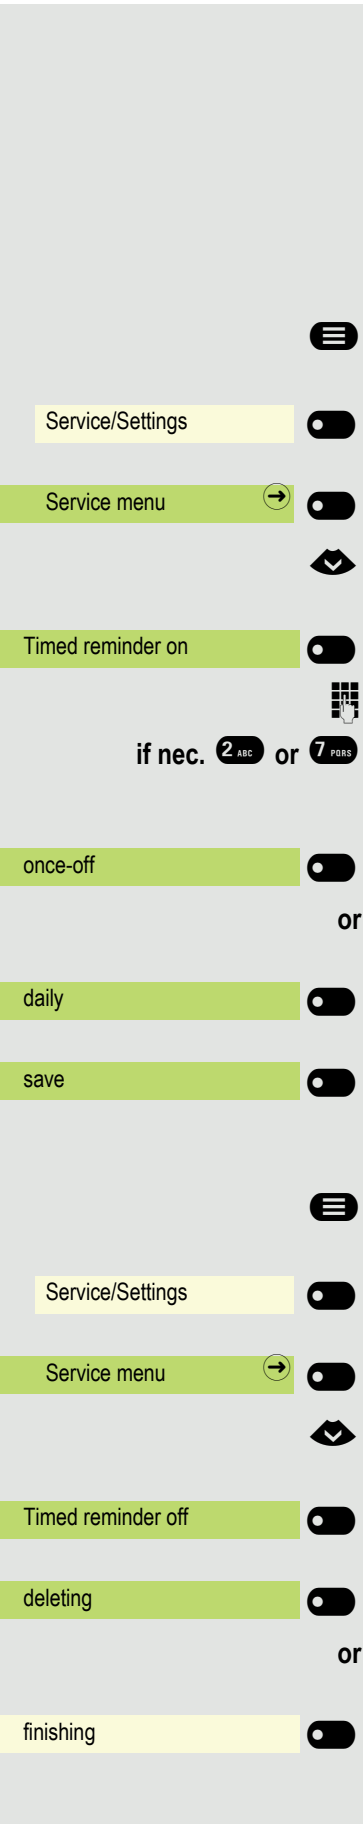 Service/Settings
Service menu
Timed reminder on
if nec. 2 ABC or 7 PQRS
once-off
or
daily
save
Service/Settings
Service menu
Timed reminder off
deleting
or
finishing